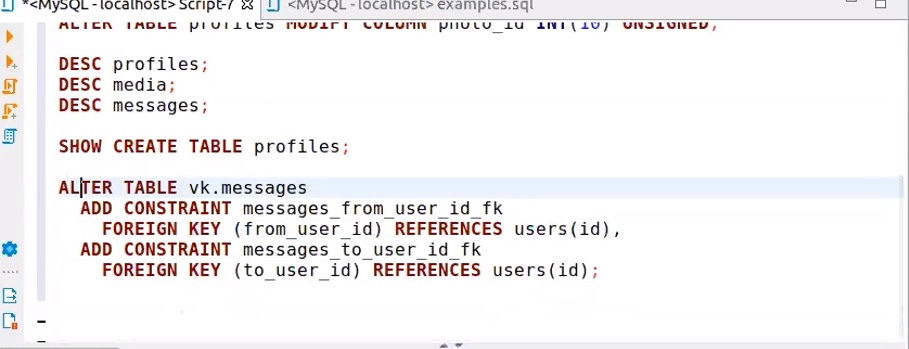 *<MySQL - localhost> Script-7
<MySQL - localhost> examples.sql
ALTER TABLE profiles MODIFY COLUMN photo_id INT(10) UNSIGNED;
DESC profiles;
DESC media;
DESC messages;
SHOW CREATE TABLE profiles;
ALTER TABLE vk.messages
ADD CONSTRAINT messages_from_user_id_fk
FOREIGN KEY (from_user_id) REFERENCES users(id),
ADD CONSTRAINT messages_to_user_id_fk
FOREIGN KEY (to_user_id) REFERENCES users(id);